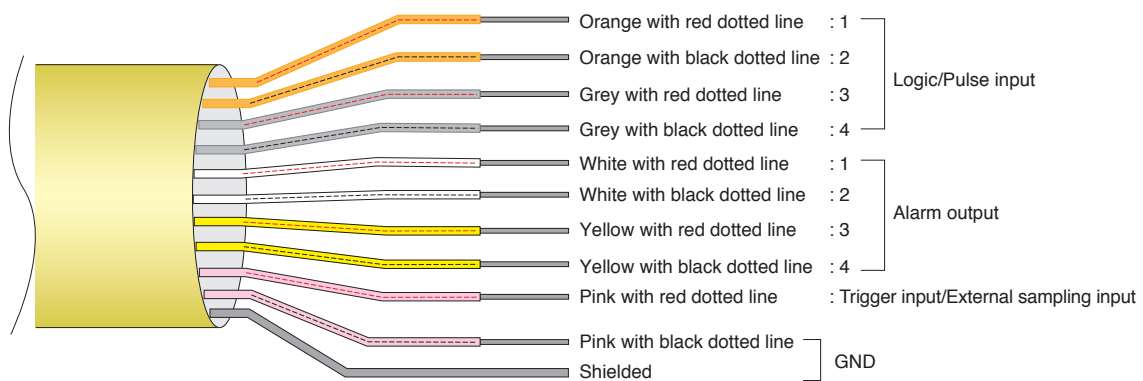 Orange with red dotted line : 1
Orange with black dotted line : 2
Logic/Pulse input
Grey with red dotted line : 3
Grey with black dotted line : 4
White with red dotted line : 1
White with black dotted line : 2
Alarm output
Yellow with red dotted line : 3
Yellow with black dotted line : 4
Pink with red dotted line : Trigger input/External sampling input
Pink with black dotted line
GND
Shielded